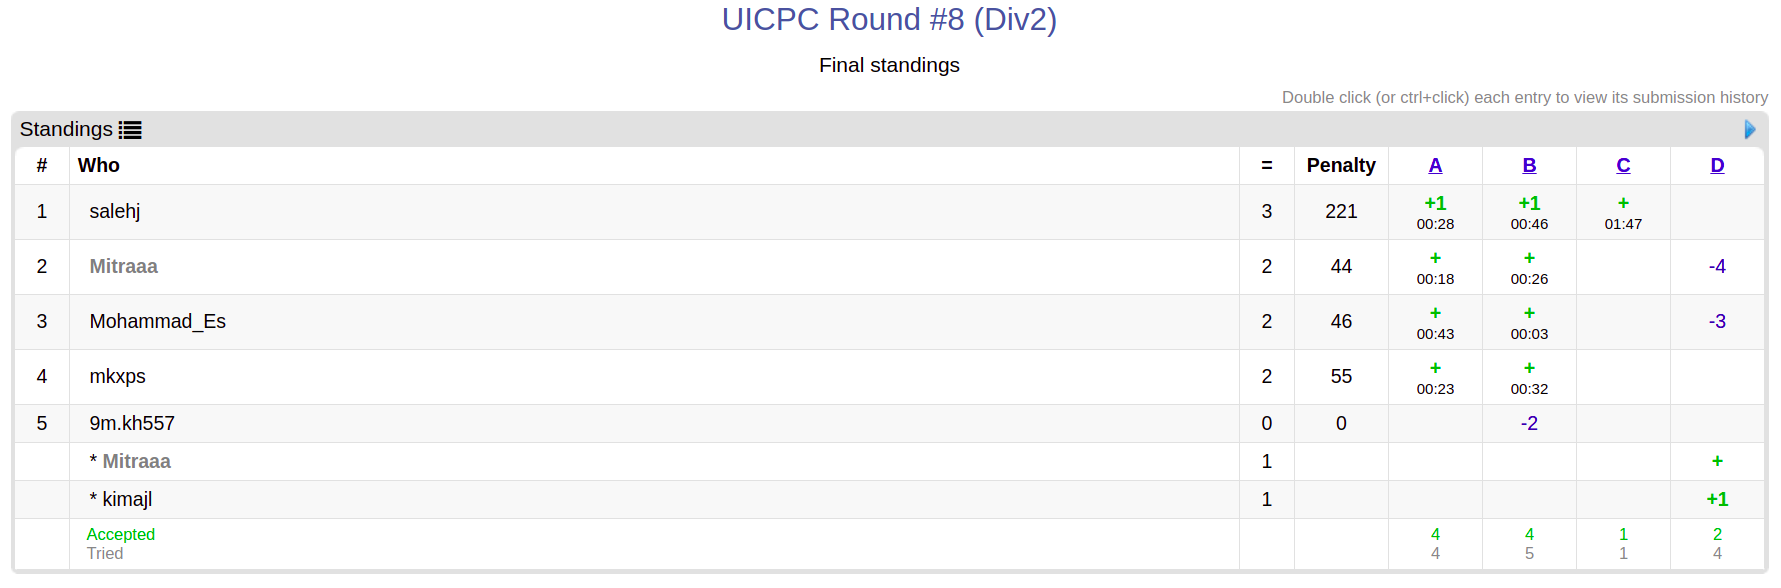 UICPC Round #8 (Div2)
Final standings
Double click (or ctrl+click) each entry to view its submission history
Standings
# Who = Penalty A B C D
1 salehj 3 221 +1 00:28 +1 00:46 + 01:47
2 Mitraaa 2 44 + 00:18 + 00:26 -4
3 Mohammad_Es 2 46 + 00:43 + 00:03 -3
4 mkxps 2 55 + 00:23 + 00:32
5 9m.kh557 0 0 -2
* Mitraaa 1 +
* kimajl 1 +1
Accepted 4 4 1 2
Tried 4 5 1 4